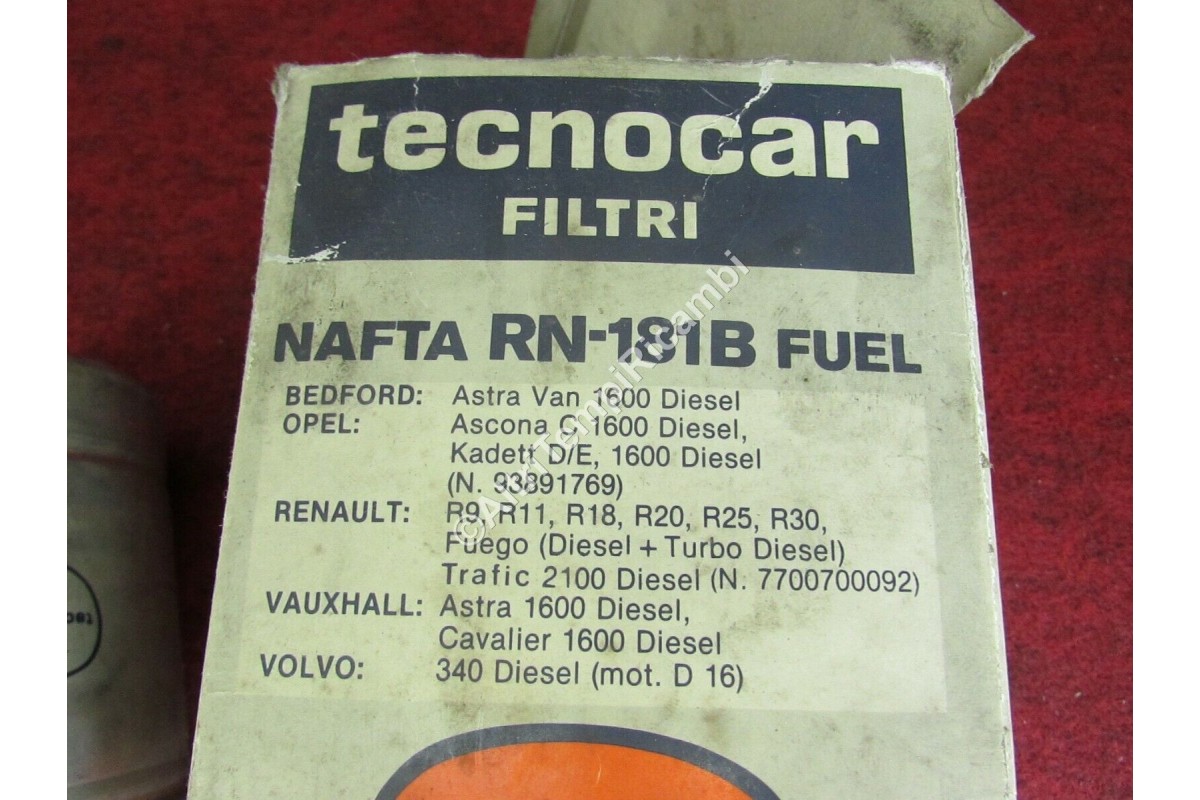 tecnocar
FILTRI
NAFTA RN-181B FUEL
BEDFORD: Astra Van 1600 Diesel
OPEL: Ascona C 1600 Diesel,
Kadett D/E, 1600 Diesel
(N. 93891769)
RENAULT: R9, R11, R18, R20, R25, R30,
Fuego (Diesel + Turbo Diesel)
Trafic 2100 Diesel (N. 7700700092)
VAUXHALL: Astra 1600 Diesel,
Cavalier 1600 Diesel
VOLVO: 340 Diesel (mot. D 16)
©AltriTempiRicambi